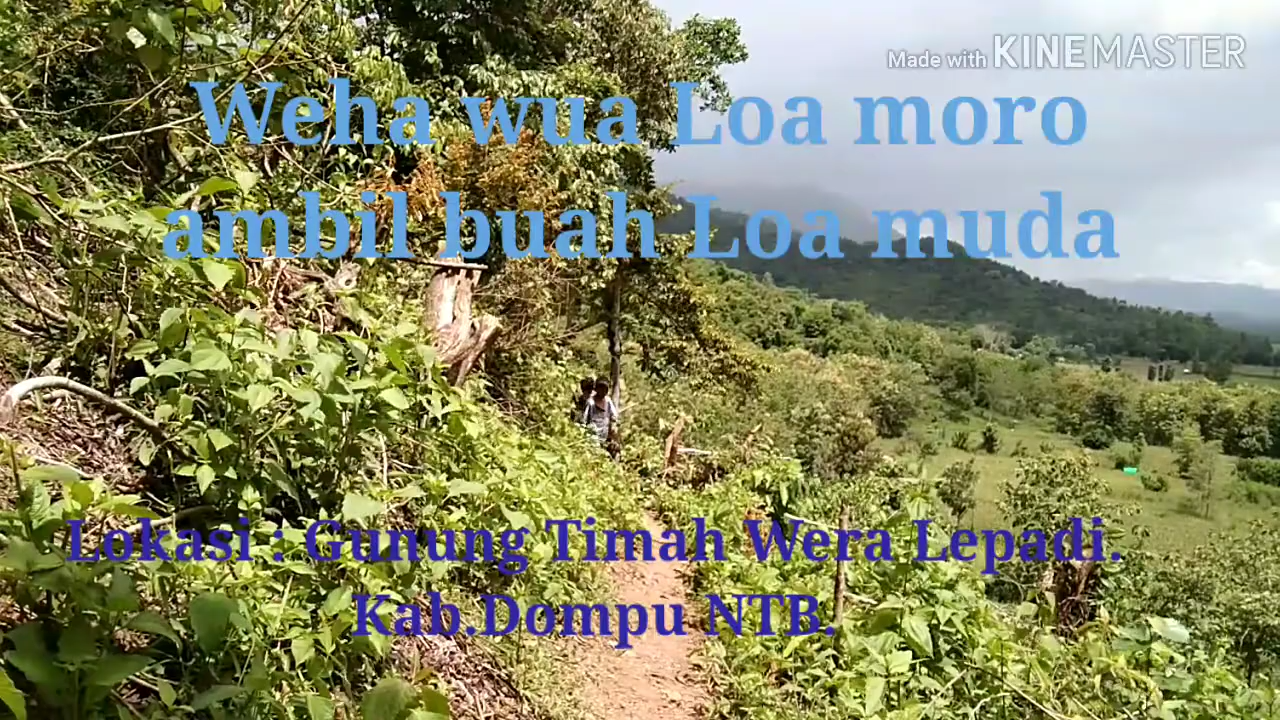 Made with KINEMASTER
Weha wua Loa moro
ambil buah Loa muda
Lokasi : Gunung Timah Wera Lepadi.
Kab.Dompu NTB.